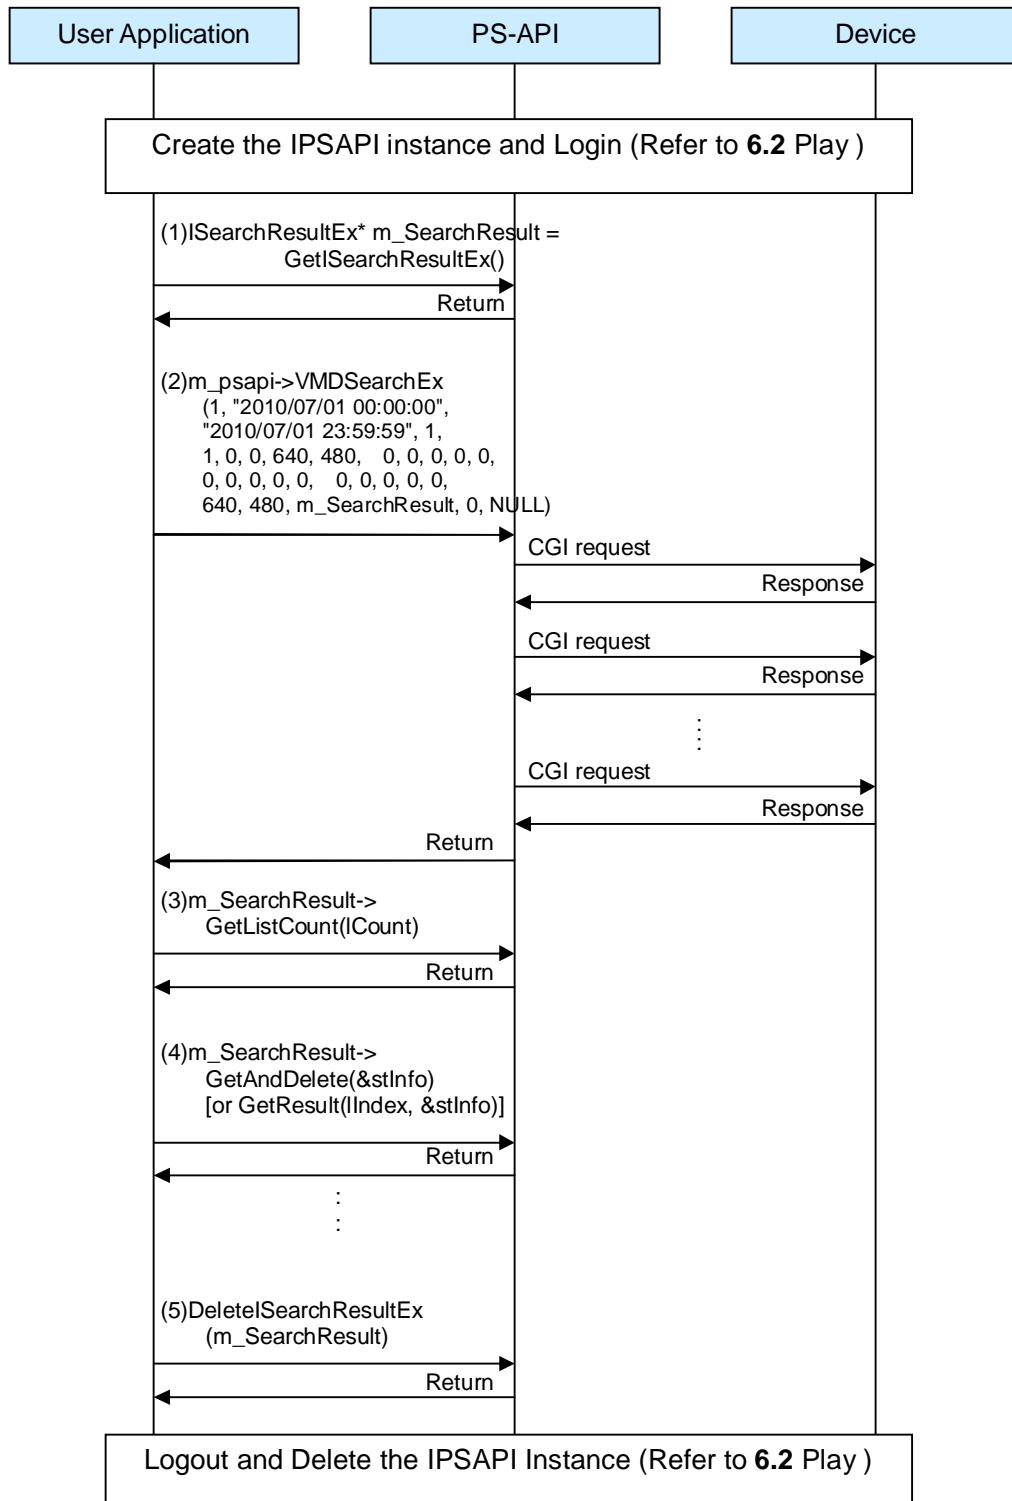 User Application
PS-API
Device
Create the IPSAPI instance and Login (Refer to 6.2 Play )
(1)ISearchResultEx* m_SearchResult =
GetISearchResultEx()
Return
(2)m_psapi->VMDSearchEx
(1, "2010/07/01 00:00:00",
"2010/07/01 23:59:59", 1,
1, 0, 0, 640, 480, 0, 0, 0, 0, 0,
0, 0, 0, 0, 0, 0, 0, 0, 0, 0,
640, 480, m_SearchResult, 0, NULL)
CGI request
Response
CGI request
Response
CGI request
Response
Return
(3)m_SearchResult->
GetListCount(lCount)
Return
(4)m_SearchResult->
GetAndDelete(&stInfo)
[or GetResult(lIndex, &stInfo)]
Return
:
:
(5)DeleteISearchResultEx
(m_SearchResult)
Return
Logout and Delete the IPSAPI Instance (Refer to 6.2 Play )